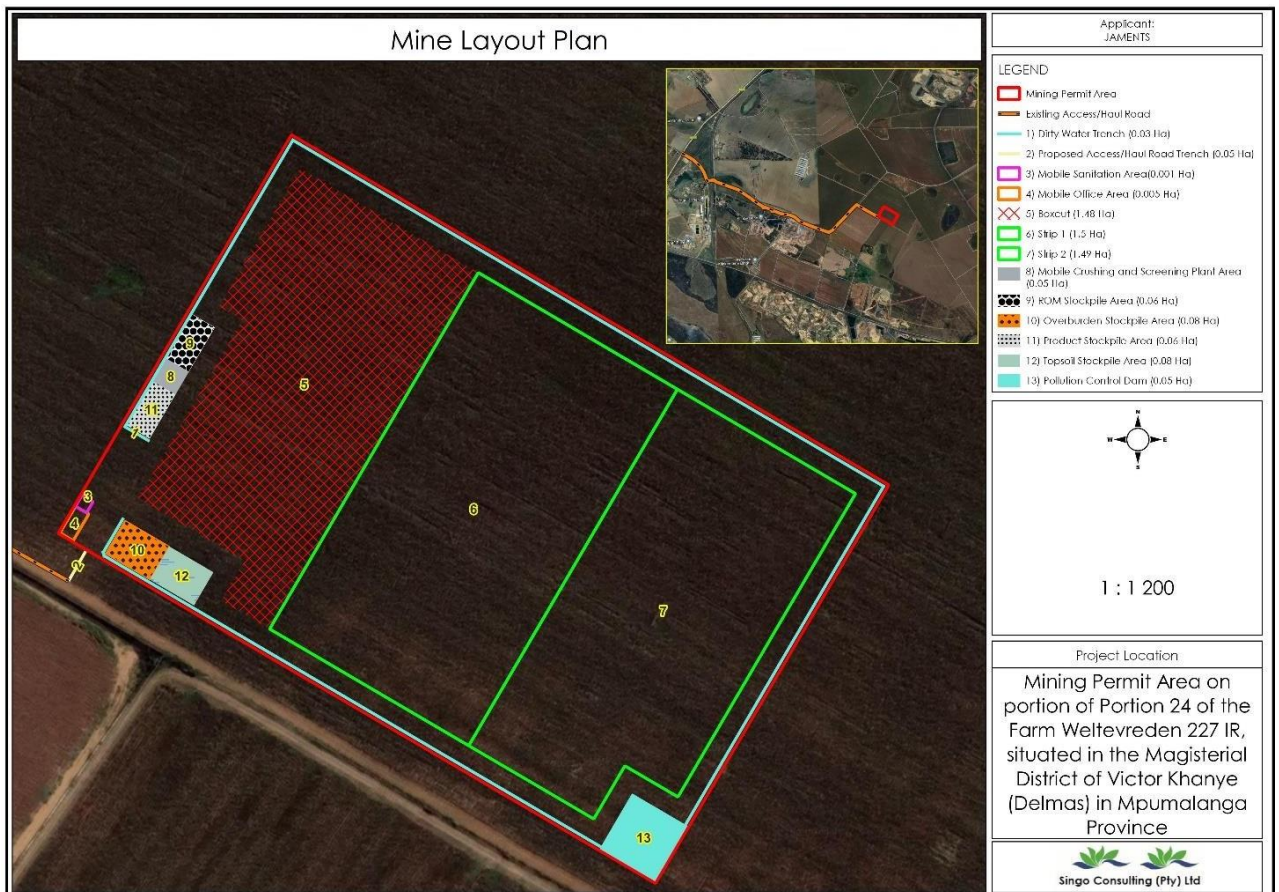 Mine Layout Plan
Applicant:
JAMENTS
LEGEND
Mining Permit Area
Existing Access/Haul Road
1) Dirty Water Trench (0.03 Ha)
2) Proposed Access/Haul Road Trench (0.05 Ha)
3) Mobile Sanitation Area(0.001 Ha)
4) Mobile Office Area (0.005 Ha)
5) Boxcut (1.48 Ha)
6) Strip 1 (1.5 Ha)
7) Strip 2 (1.49 Ha)
8) Mobile Crushing and Screening Plant Area
(0.05 Ha)
9) ROM Stockpile Area (0.06 Ha)
10) Overburden Stockpile Area (0.08 Ha)
11) Product Stockpile Area (0.06 Ha)
12) Topsoil Stockpile Area (0.08 Ha)
13) Pollution Control Dam (0.05 Ha)
N
W E
S
1 : 1 200
Project Location
Mining Permit Area on
portion of Portion 24 of the
Farm Weltevreden 227 IR,
situated in the Magisterial
District of Victor Khanye
(Delmas) in Mpumalanga
Province
Singo Consulting (Pty) Ltd
9
8
5
11
1
3
4
10
2
12
6
7
13